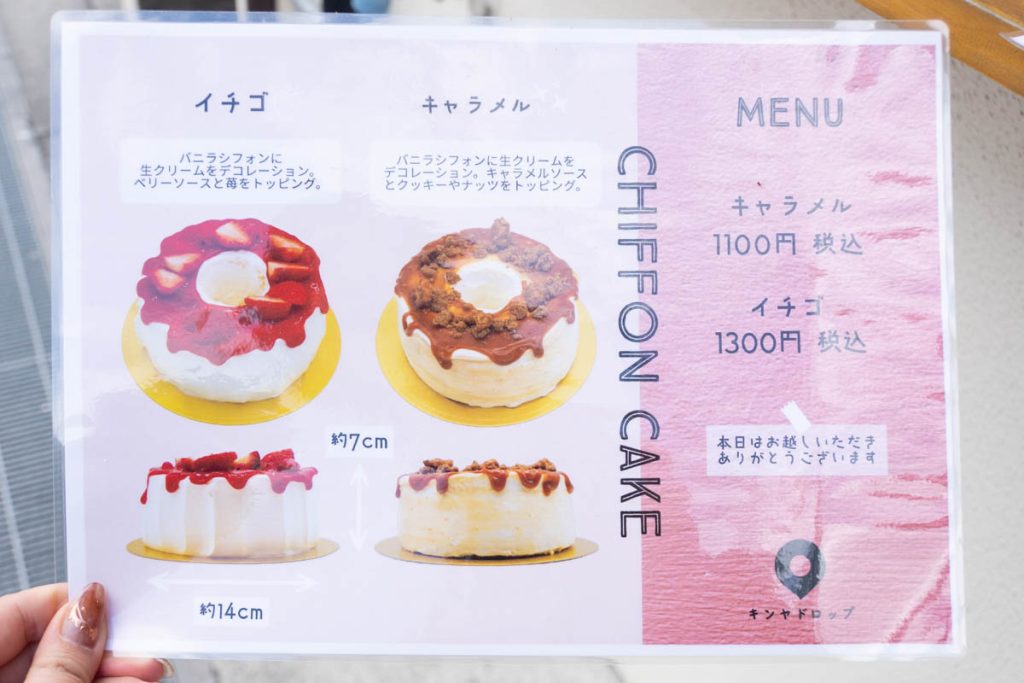 イチゴ
バニラシフォンに
生クリームをデコレーション。
ベリーソースと苺をトッピング。
キャラメル
バニラシフォンに生クリームを
デコレーション。キャラメルソース
とクッキーやナッツをトッピング。
約7cm
約14cm
CHIFFON CAKE
MENU
キャラメル
1100円 税込
イチゴ
1300円 税込
本日はお越しいただき
ありがとうございます
キンヤドロップ